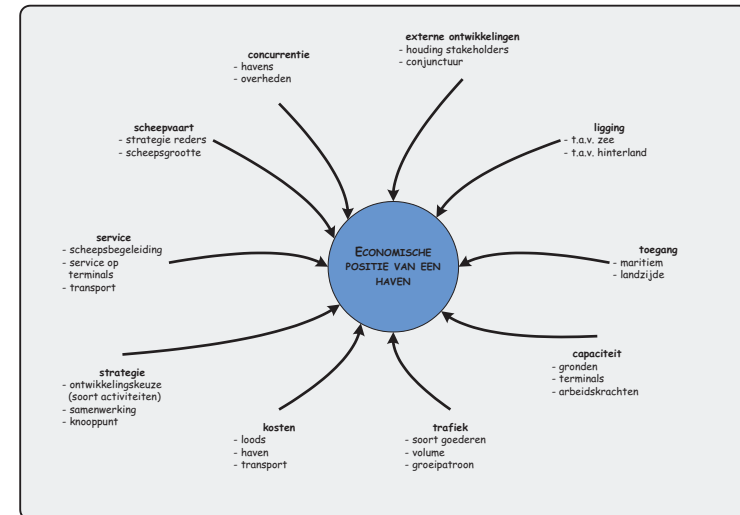 externe ontwikkelingen
- houding stakeholders
- conjunctuur
concurrentie
- havens
- overheden
scheepvaart
- strategie reders
- scheepsgrootte
ligging
- t.a.v. zee
- t.a.v. hinterland
service
- scheepsbegeleiding
- service op
terminals
- transport
Economische
positie van een
haven
toegang
- maritiem
- landzijde
strategie
- ontwikkelingskeuze
(soort activiteiten)
- samenwerking
- knooppunt
capaciteit
- gronden
- terminals
- arbeidskrachten
kosten
- loods
- haven
- transport
trafiek
- soort goederen
- volume
- groeipatroon